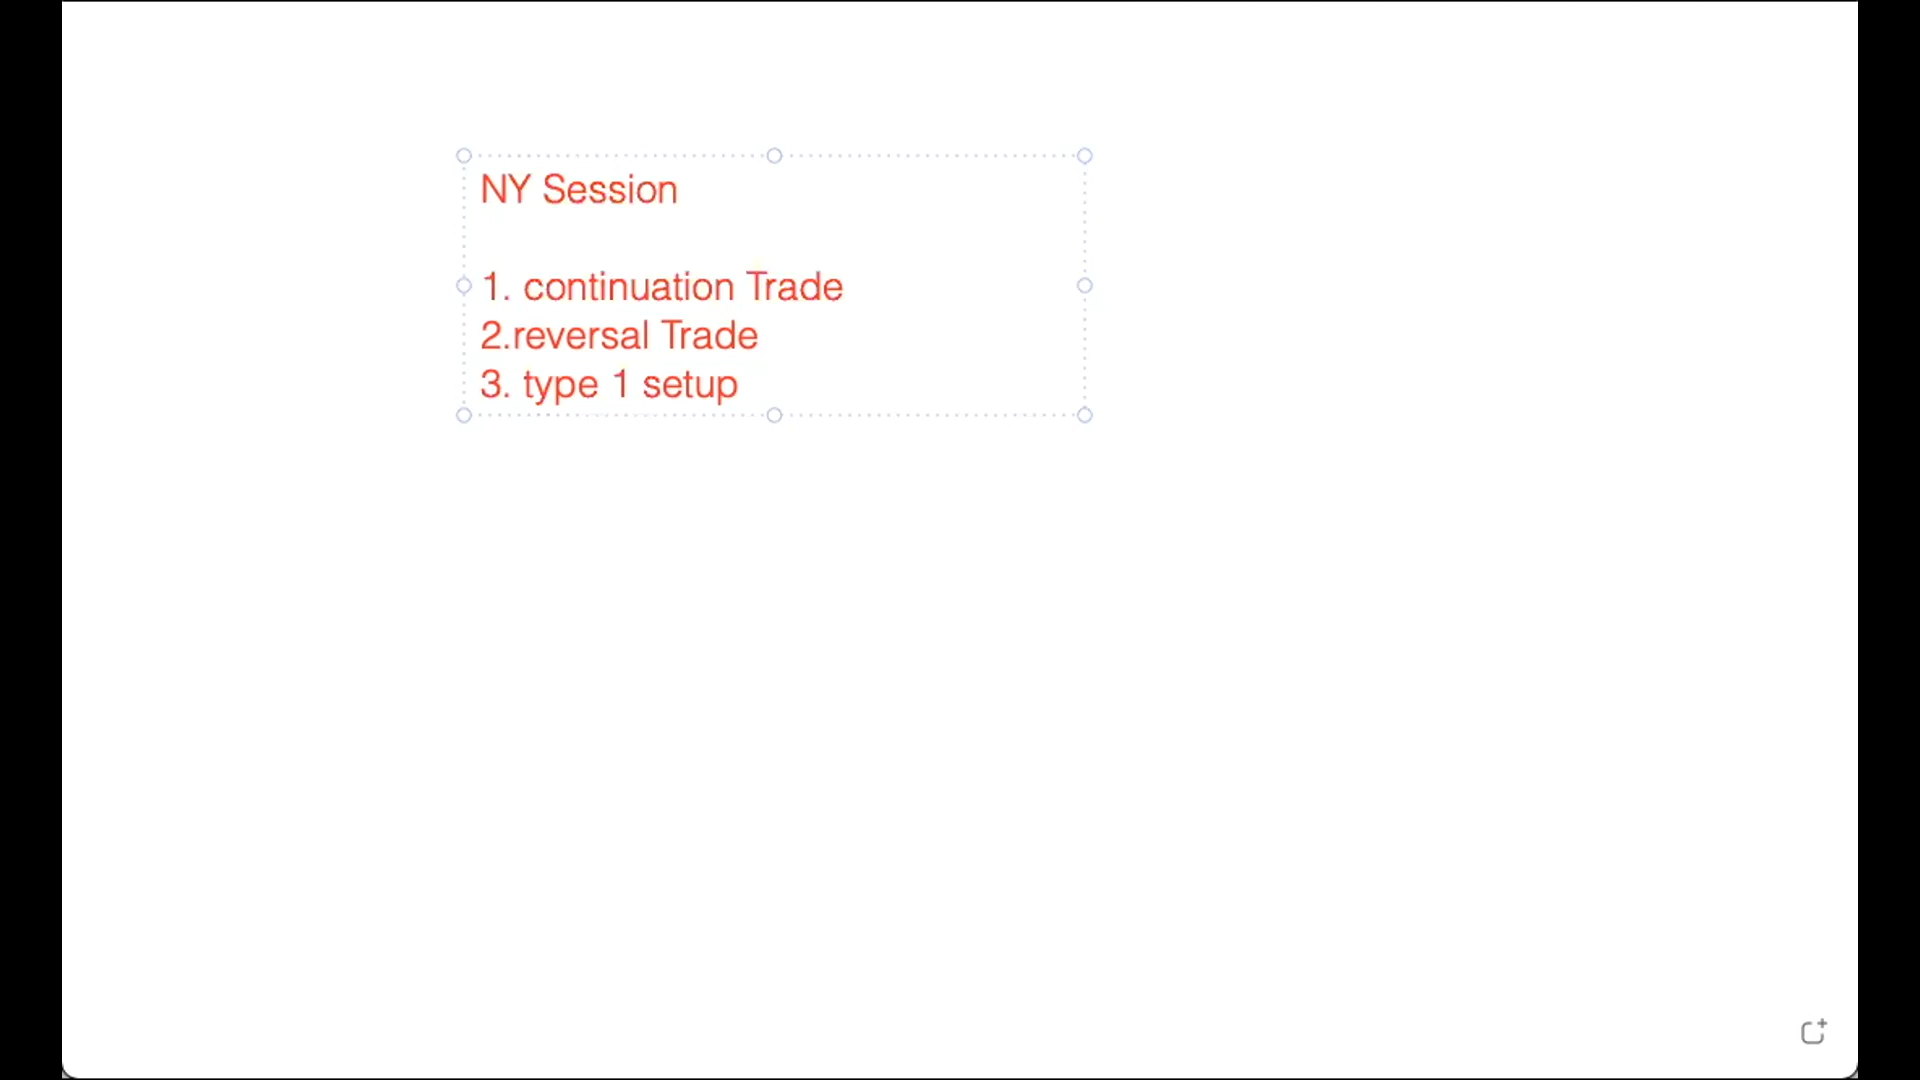 NY Session
1. continuation Trade
2.reversal Trade
3. type 1 setup